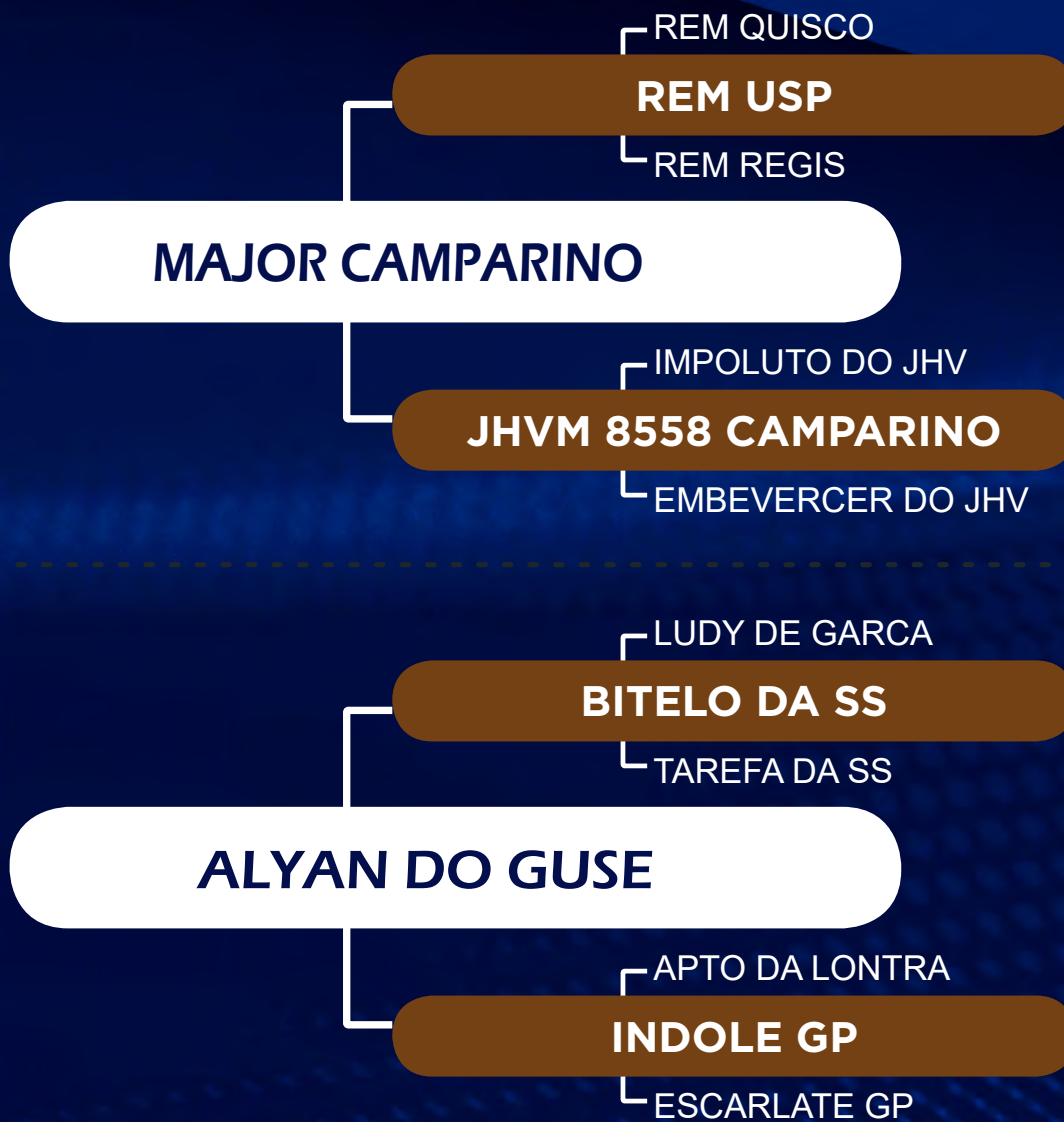 REM QUISCO
REM USP
REM REGIS
MAJOR CAMPARINO
IMPOLUTO DO JHV
JHVM 8558 CAMPARINO
EMBEVERCER DO JHV
LUDY DE GARCA
BITELO DA SS
TAREFA DA SS
ALYAN DO GUSE
APTO DA LONTRA
INDOLE GP
ESCARLATE GP